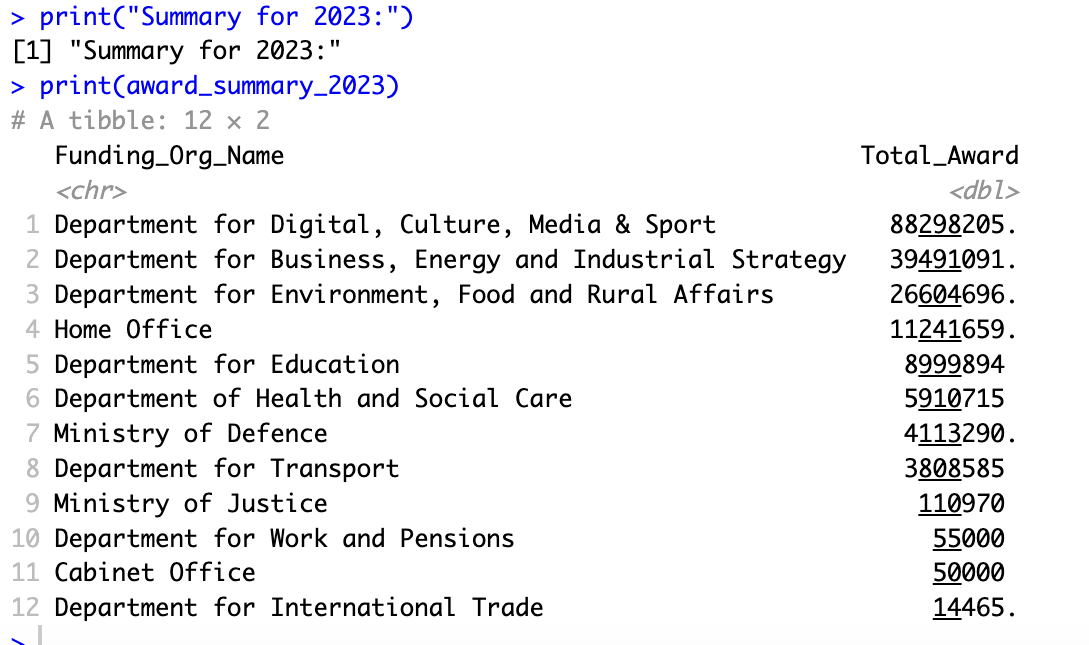 > print("Summary for 2023:")
[1] "Summary for 2023:"
> print(award_summary_2023)
# A tibble: 12 × 2
Funding_Org_Name Total_Award
<chr> <dbl>
1 Department for Digital, Culture, Media & Sport 88298205.
2 Department for Business, Energy and Industrial Strategy 39491091.
3 Department for Environment, Food and Rural Affairs 26604696.
4 Home Office 11241659.
5 Department for Education 8999894
6 Department of Health and Social Care 5910715
7 Ministry of Defence 4113290.
8 Department for Transport 3808585
9 Ministry of Justice 110970
10 Department for Work and Pensions 55000
11 Cabinet Office 50000
12 Department for International Trade 14465.
>